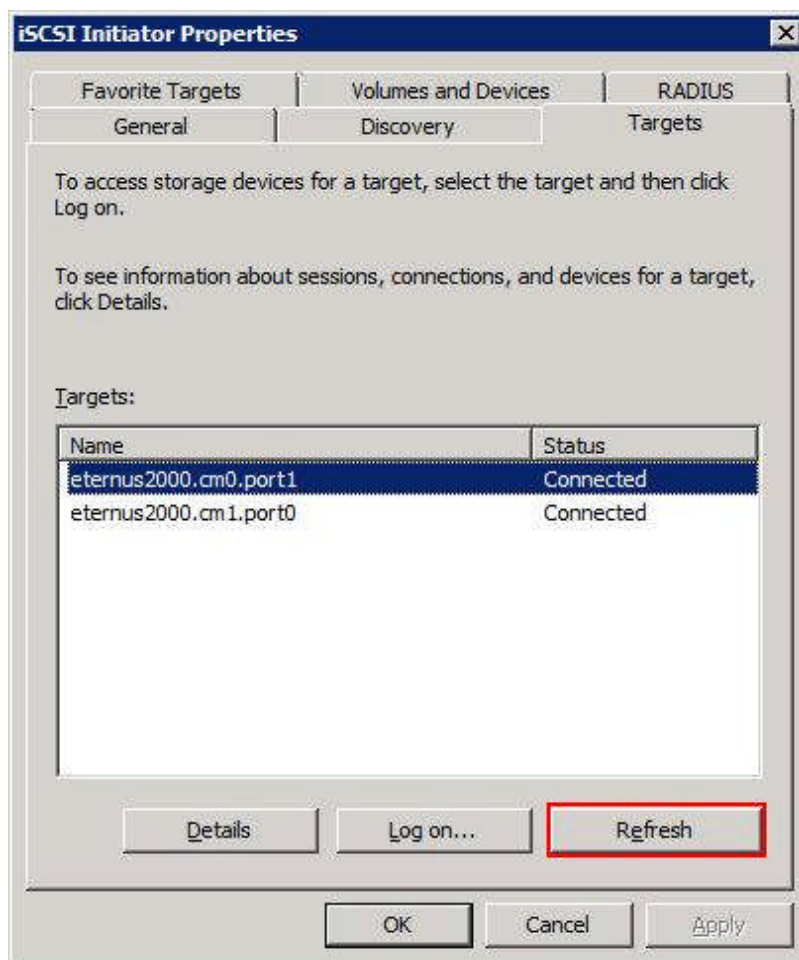 iSCSI Initiator Properties
Favorite Targets Volumes and Devices RADIUS
General Discovery Targets
To access storage devices for a target, select the target and then click
Log on.
To see information about sessions, connections, and devices for a target,
click Details.
Targets:
Name Status
eternus2000.cm0.port1 Connected
eternus2000.cm1.port0 Connected
Details Log on... Refresh
OK Cancel Apply